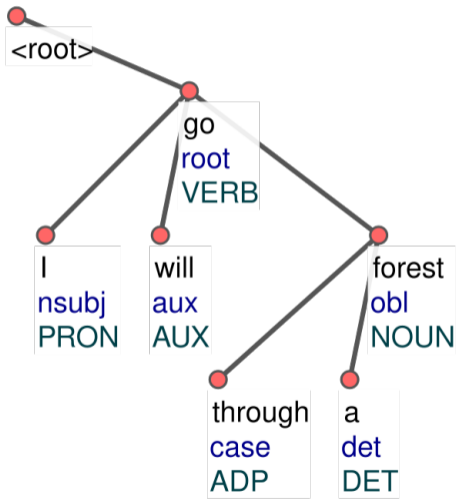 <root>
go
root
VERB
I
nsubj
PRON
will
aux
AUX
forest
obl
NOUN
through
case
ADP
a
det
DET